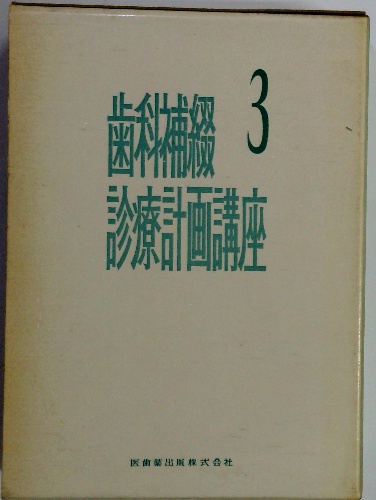 歯科補綴 3
診療計画講座
医歯薬出版株式会社